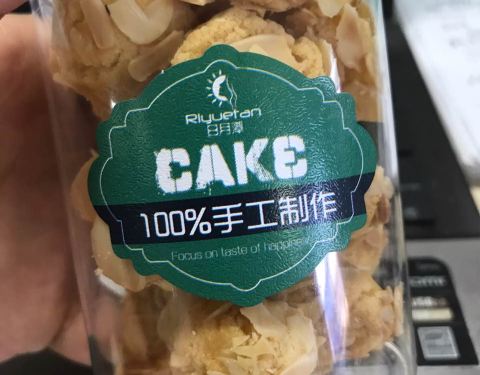 Riyuetan
日月潭
CAKE
100%手工制作
Focus on taste of happiness